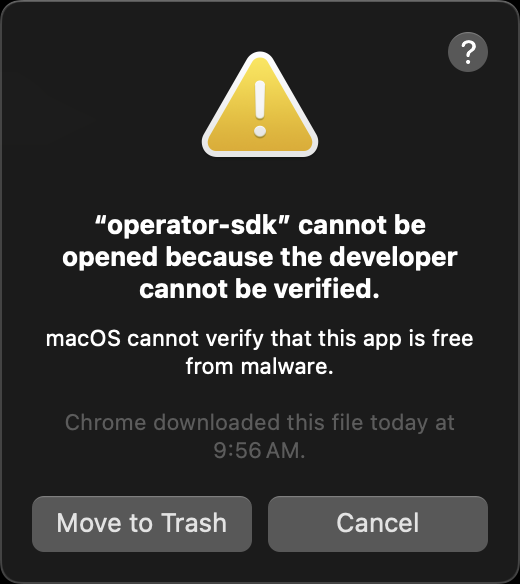 ?
“operator-sdk” cannot be
opened because the developer
cannot be verified.
macOS cannot verify that this app is free
from malware.
Chrome downloaded this file today at
9:56 AM.
Move to Trash
Cancel